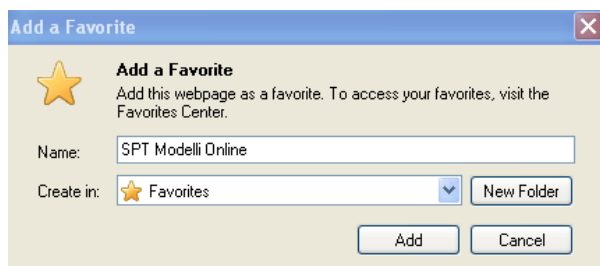 Add a Favorite
Add a Favorite
Add this webpage as a favorite. To access your favorites, visit the
Favorites Center.
Name: SPT Modelli Online
Create in: Favorites New Folder
Add Cancel